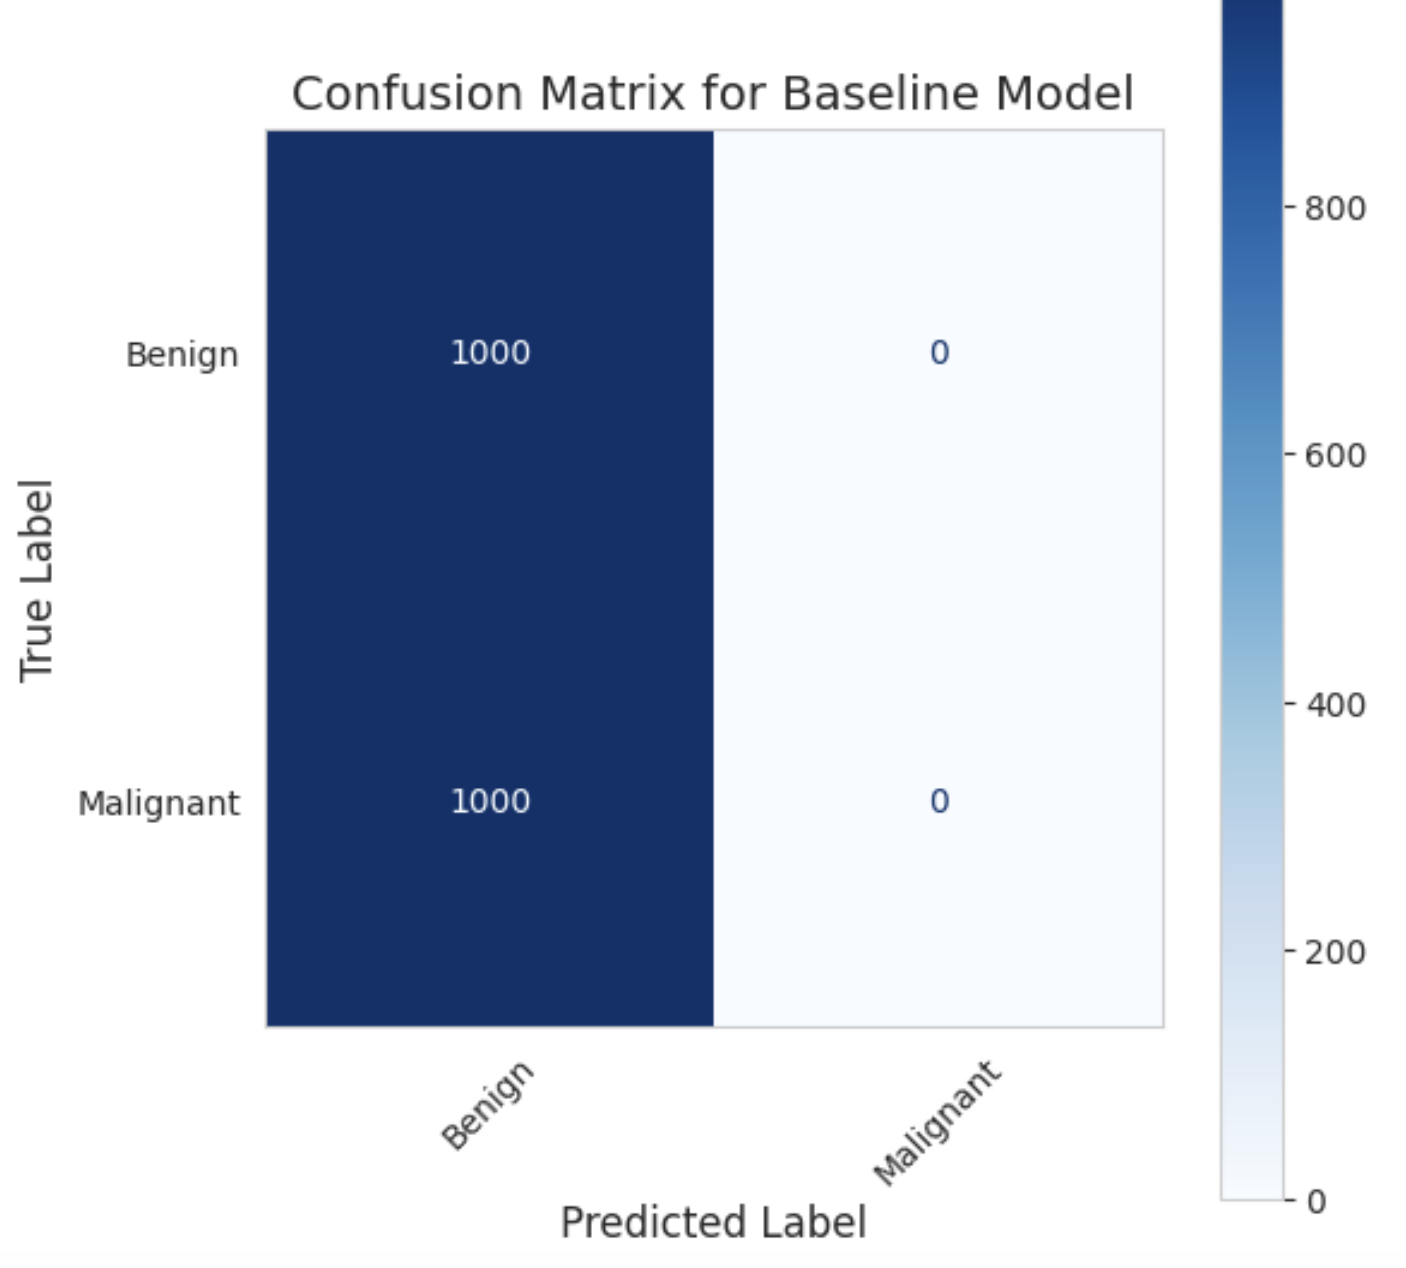 Confusion Matrix for Baseline Model
True Label
Benign
1000
0
Malignant
1000
0
Benign
Malignant
Predicted Label
800
600
400
200
0